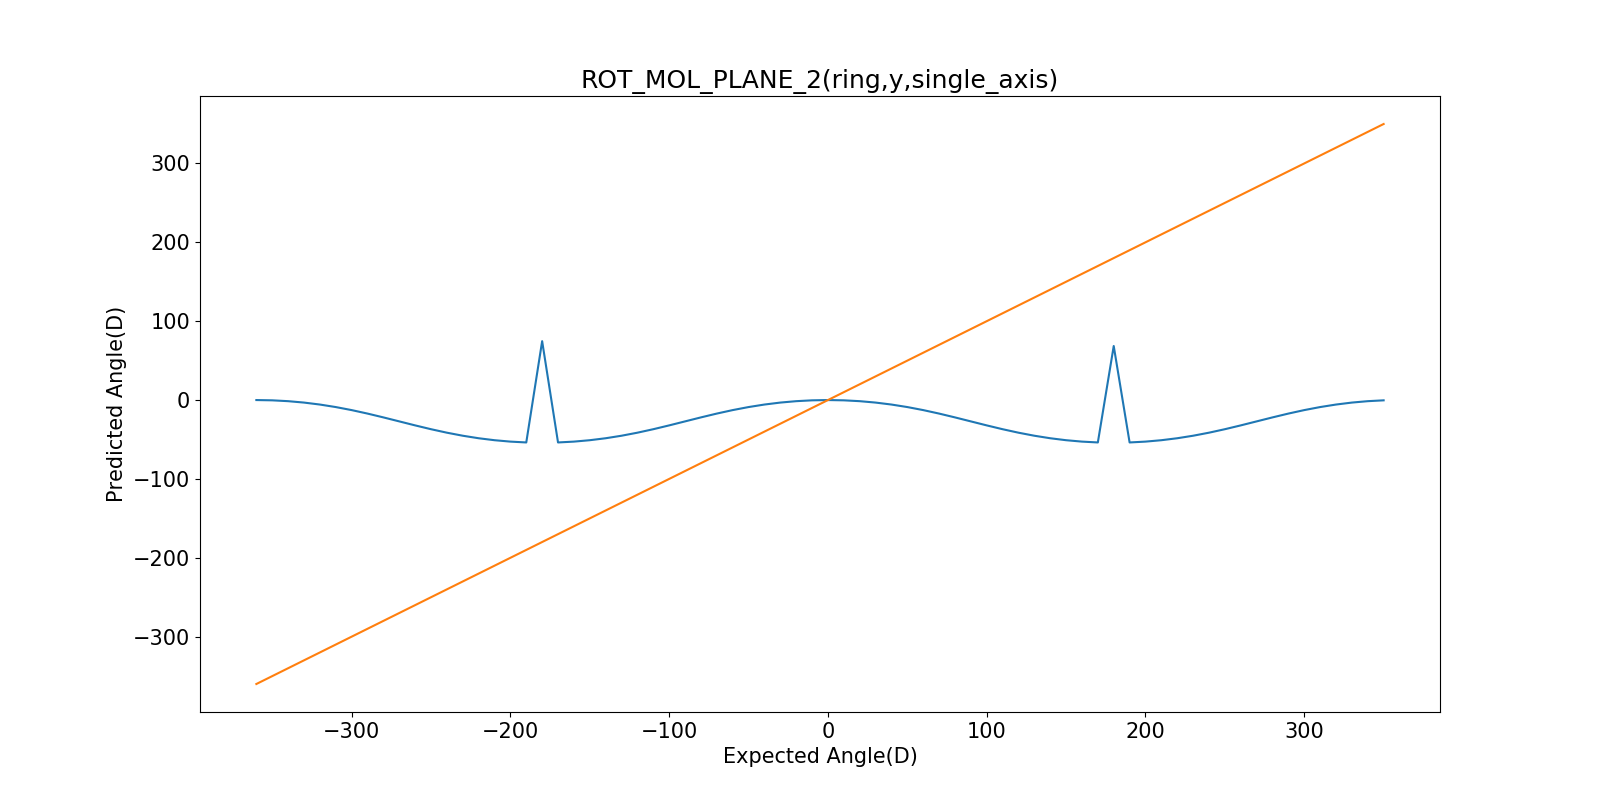 ROT_MOL_PLANE_2(ring,y,single_axis)
Predicted Angle(D)
300
200
100
0
−100
−200
−300
−300 −200 −100 0 100 200 300
Expected Angle(D)